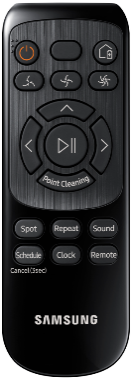 Point Cleaning
Spot Repeat Sound
Schedule Clock Remote
Cancel(3sec)
SAMSUNG